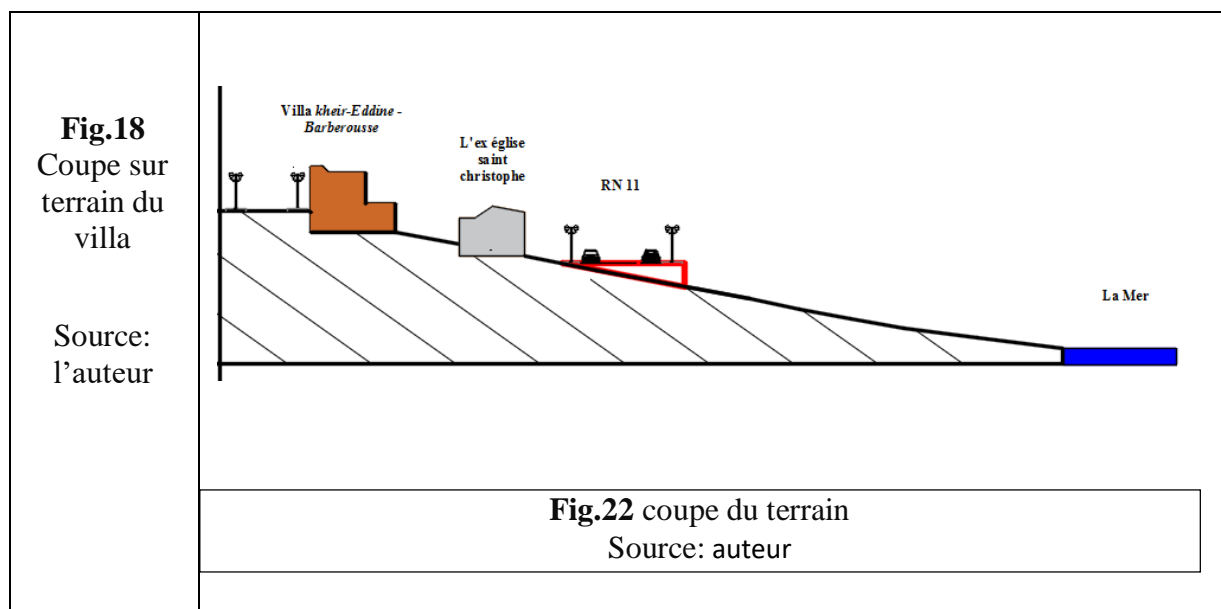 Fig.18
Coupe sur
terrain du
villa
Source:
l’auteur
Villa kheir-Eddine -
Barberousse
L'ex église
saint
christophe
RN 11
La Mer
Fig.22 coupe du terrain
Source: auteur